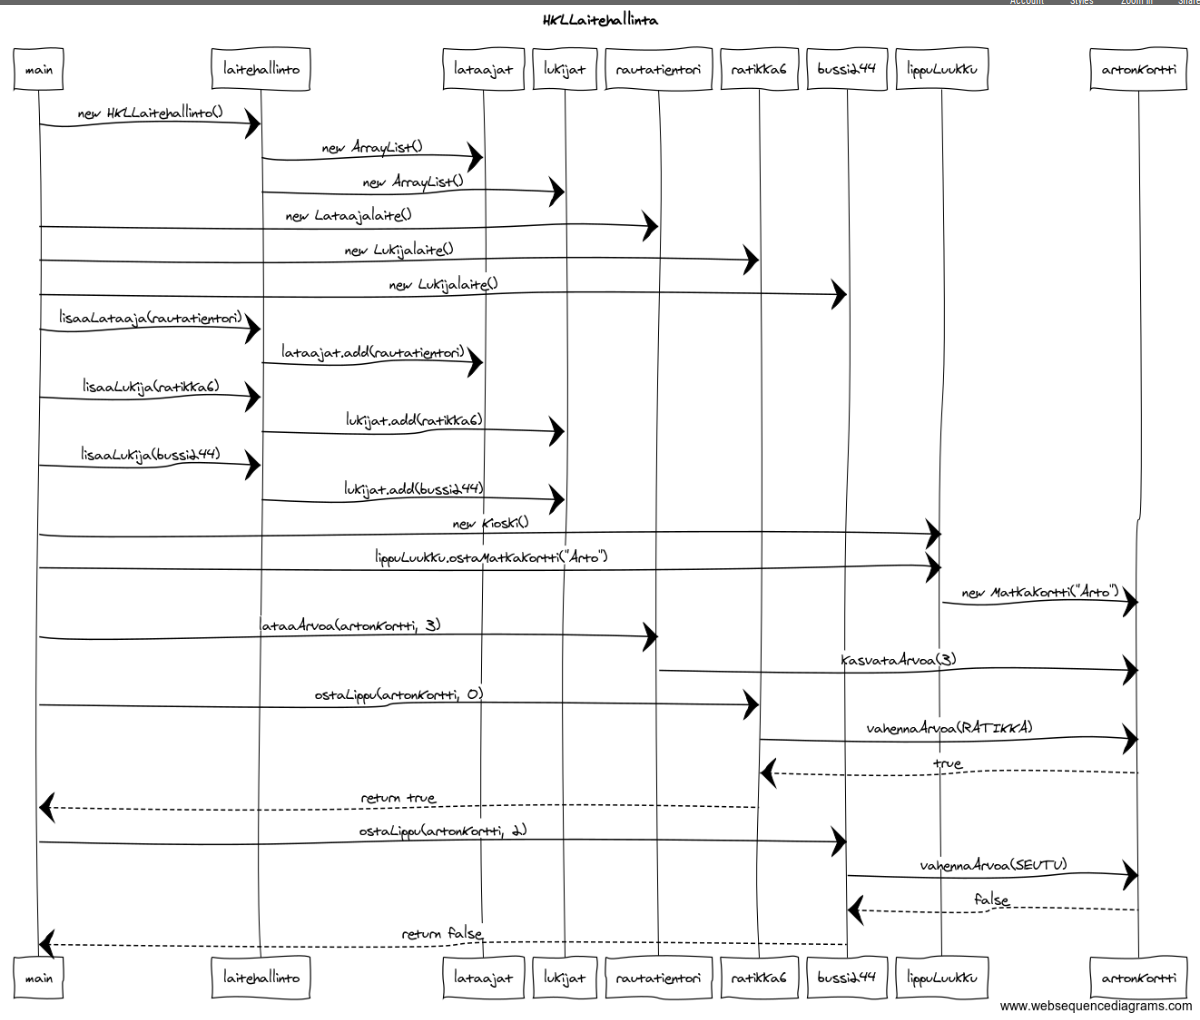 Account Styles Zoom in Share
HKLLaitehallinta
main laitehallinto lataajat lukijat rautatientori ratikka6 bussi244 lippuLuukku artonKortti
new HKLLaitehallinto()
new ArrayList()
new ArrayList()
new Lataajalaite()
new Lukijalaite()
new Lukijalaite()
lisaaLataaja(rautatientori)
lataajat.add(rautatientori)
lisaaLukija(ratikka6)
lukijat.add(ratikka6)
lisaaLukija(bussi244)
lukijat.add(bussi244)
new Kioski()
lippuLuukku.ostaMatkakortti("Arto")
new Matkakortti("Arto")
lataaArvoa(artonKortti, 3)
kasvataArvoa(3)
ostaLippu(artonKortti, 0)
vahennaArvoa(RATIKKA)
true
return true
ostaLippu(artonKortti, 2)
vahennaArvoa(SEUTU)
false
return false
main laitehallinto lataajat lukijat rautatientori ratikka6 bussi244 lippuLuukku artonKortti
www.websequencediagrams.com